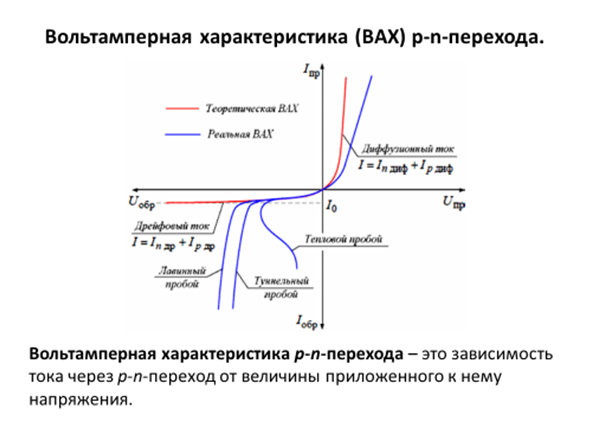 Вольтамперная характеристика (ВАХ) p-n-перехода.
Iпр
Теоретическая ВАХ
Реальная ВАХ
Диффузионный ток
I = In диф + Ip диф
Uобр
I0
Uпр
Дрейфовый ток
I = In др + Ip др
Тепловой пробой
Лавинный
пробой
Туннельный
пробой
Iобр
Вольтамперная характеристика p-n-перехода – это зависимость
тока через p-n-переход от величины приложенного к нему
напряжения.